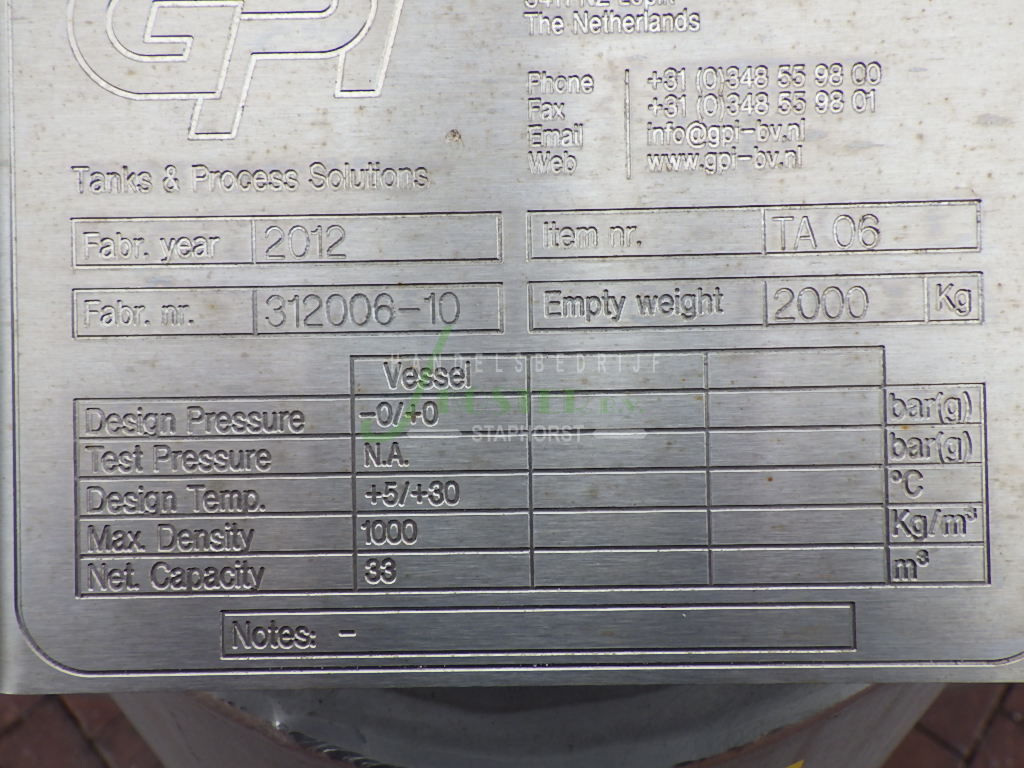 GPI
The Netherlands
Phone +31 (0)348 55 98 00
Fax +31 (0)348 55 98 01
Email info@gpi-bv.nl
Web www.gpi-bv.nl
Tanks & Process Solutions
Fabr. year 2012 Item nr. TA 06
Fabr. nr. 312006-10 Empty weight 2000 Kg
HANDELSBEDRIJF
Vessel
Design Pressure -0/+0 bar(g)
STAPHORST
Test Pressure N.A. bar(g)
Design Temp. +5/+30 °C
Max. Density 1000 Kg/m³
Net. Capacity 33 m³
Notes: -